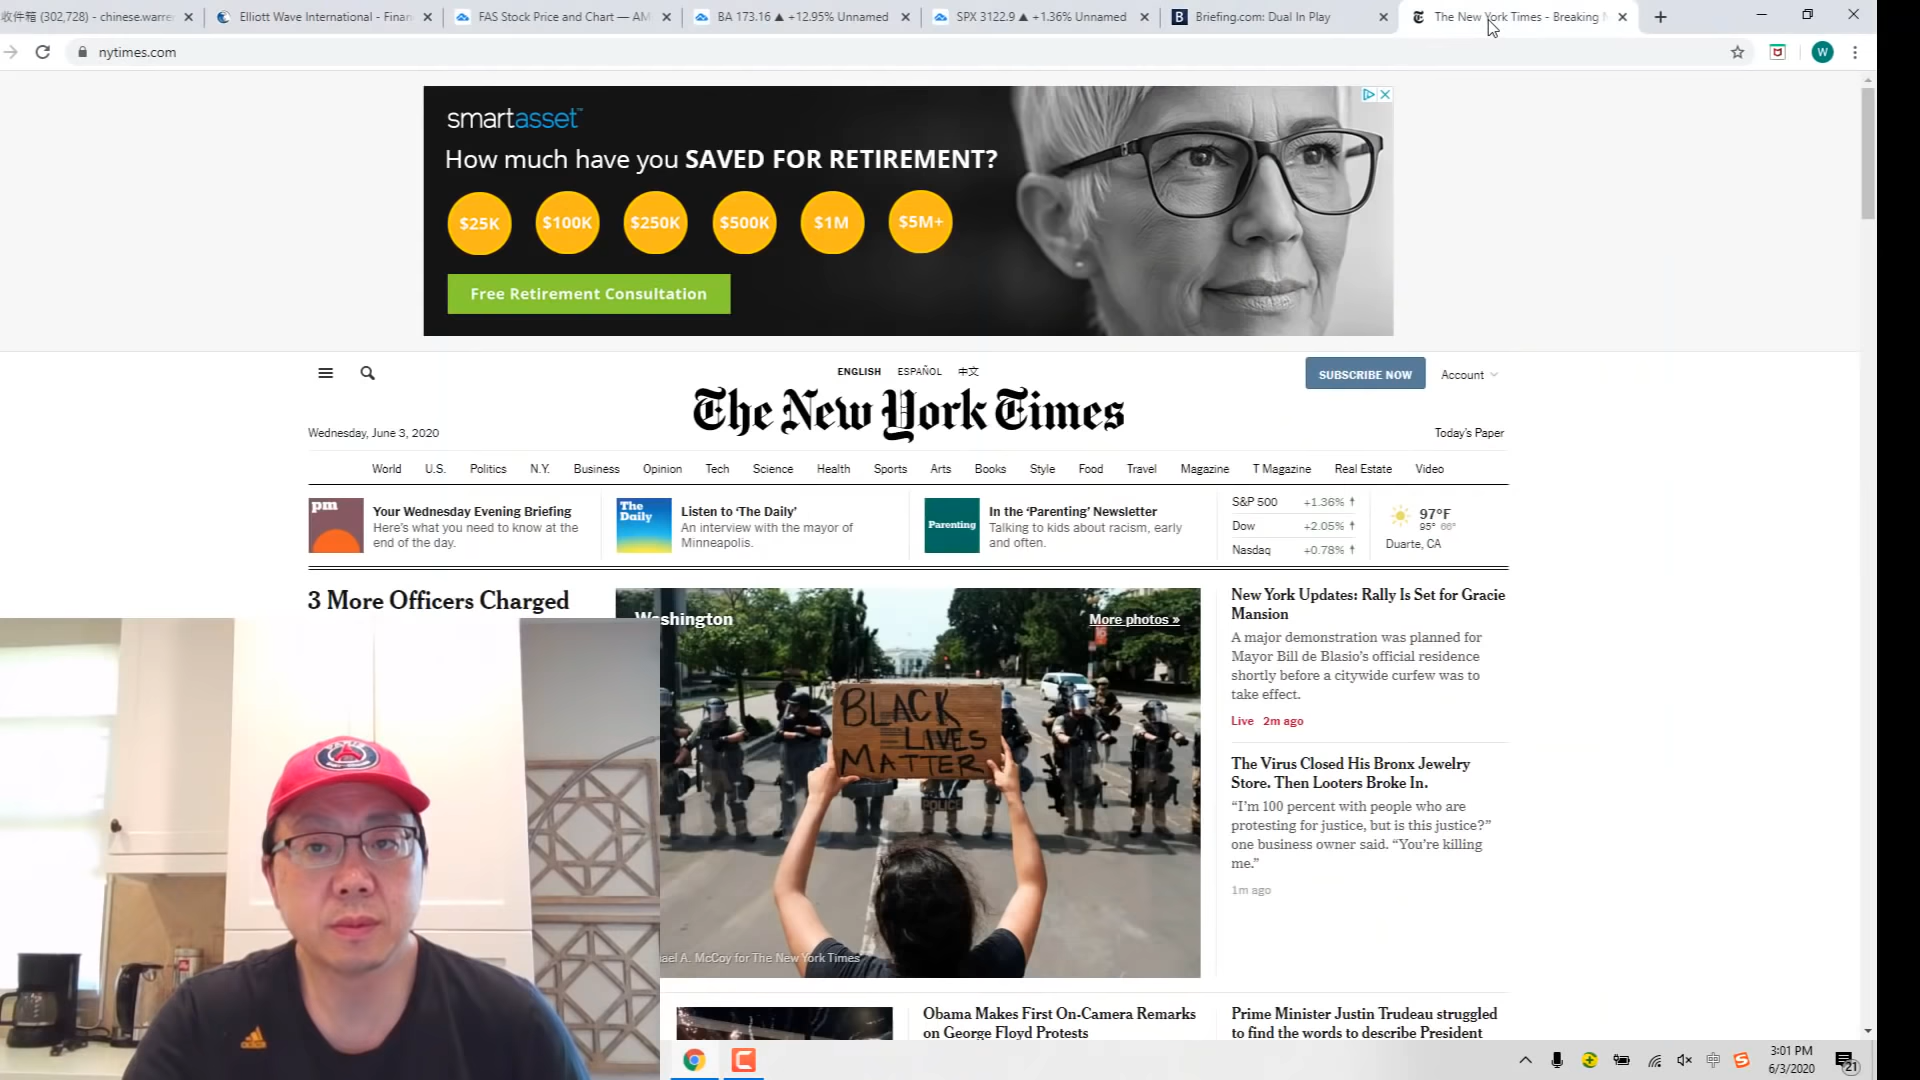 收件箱 (302,728) - chinese.warre
Elliott Wave International - Finan
FAS Stock Price and Chart — AM
BA 173.16 ▲ +12.95% Unnamed
SPX 3122.9 ▲ +1.36% Unnamed
Briefing.com: Dual In Play
The New York Times - Breaking N
nytimes.com
W
smartasset
How much have you SAVED FOR RETIREMENT?
$25K $100K $250K $500K $1M $5M+
Free Retirement Consultation
ENGLISH ESPAÑOL 中文
SUBSCRIBE NOW
Account
The New York Times
Wednesday, June 3, 2020
Today's Paper
World U.S. Politics N.Y. Business Opinion Tech Science Health Sports Arts Books Style Food Travel Magazine T Magazine Real Estate Video
pm
Your Wednesday Evening Briefing
Here's what you need to know at the
end of the day.
The
Daily
Listen to 'The Daily'
An interview with the mayor of
Minneapolis.
Parenting
In the 'Parenting' Newsletter
Talking to kids about racism, early
and often.
S&P 500 +1.36% ↑
Dow +2.05% ↑
Nasdaq +0.78% ↑
97°F
95° 66°
Duarte, CA
3 More Officers Charged
Washington
More photos »
BLACK
LIVES
MATTER
POLICE
ael A. McCoy for The New York Times
New York Updates: Rally Is Set for Gracie
Mansion
A major demonstration was planned for
Mayor Bill de Blasio's official residence
shortly before a citywide curfew was to
take effect.
Live 2m ago
The Virus Closed His Bronx Jewelry
Store. Then Looters Broke In.
"I'm 100 percent with people who are
protesting for justice, but is this justice?"
one business owner said. "You're killing
me."
1m ago
Obama Makes First On-Camera Remarks
on George Floyd Protests
Prime Minister Justin Trudeau struggled
to find the words to describe President
中
3:01 PM
6/3/2020
21